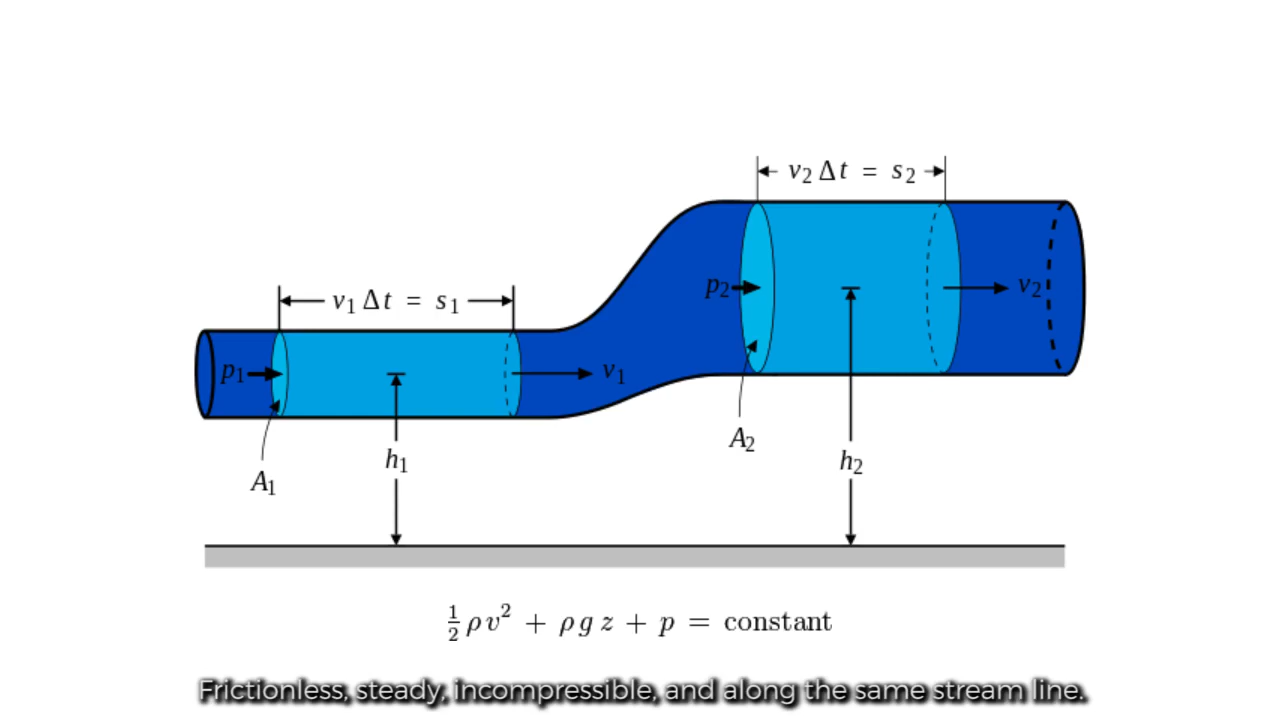 v₂ Δt = s₂
v₁ Δt = s₁
p₂
v₂
p₁
v₁
A₂
h₁
h₂
A₁
½ ρ v² + ρ g z + p = constant
Frictionless, steady, incompressible, and along the same stream line.